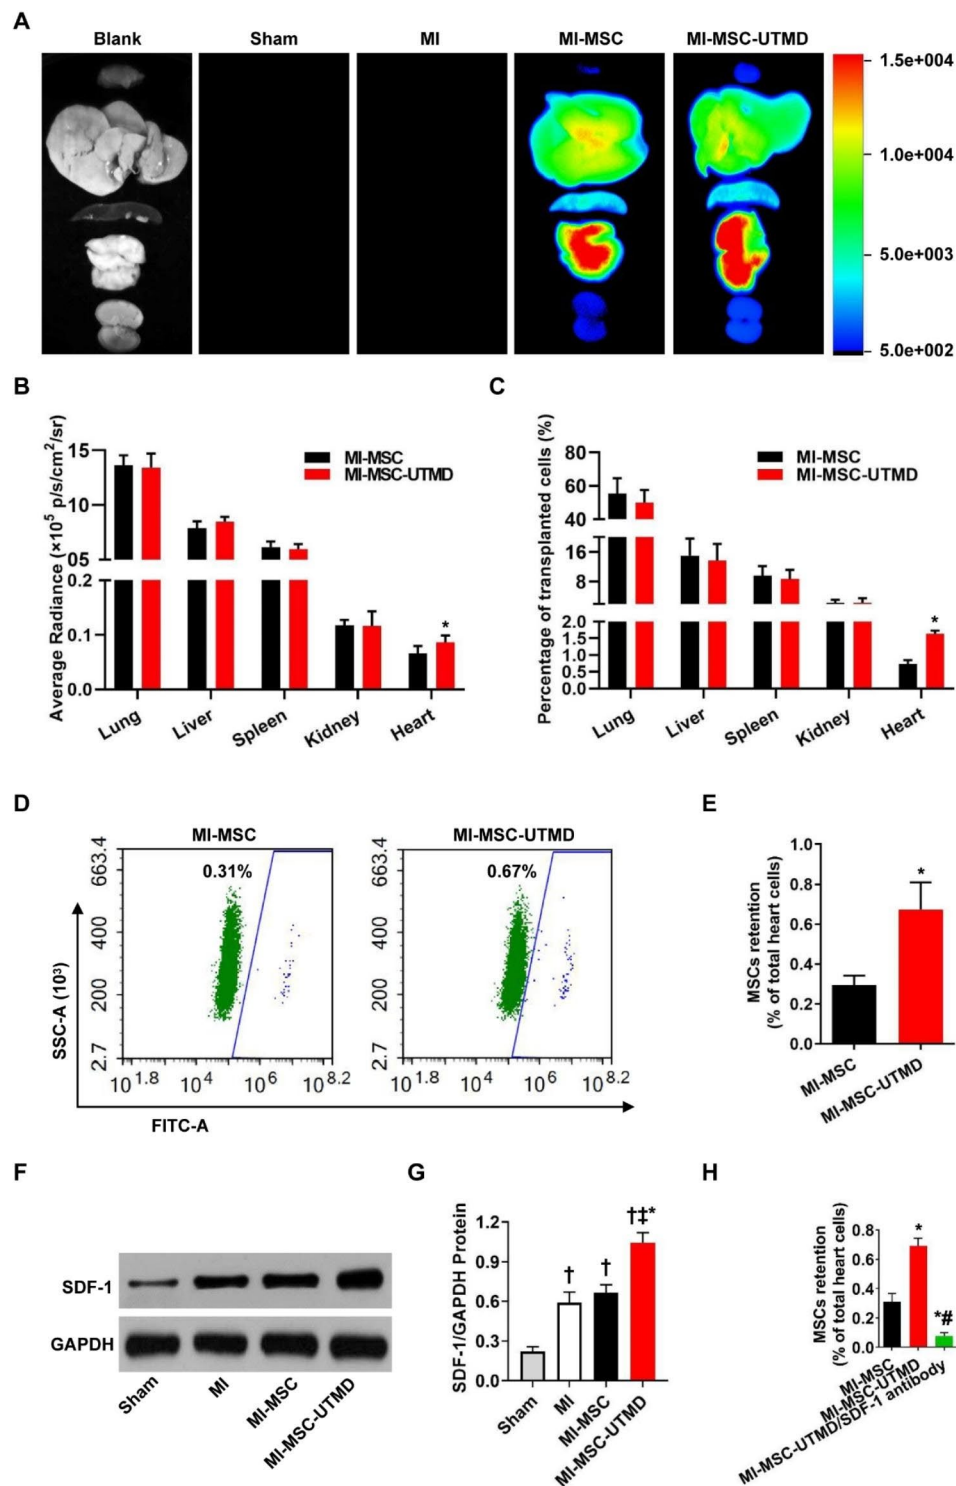 A
Blank Sham MI MI-MSC MI-MSC-UTMD
1.5e+004
1.0e+004
5.0e+003
5.0e+002
B
Average Radiance (×10⁵ p/s/cm²/sr)
15
10
05
0.2
0.1
0.0
MI-MSC
MI-MSC-UTMD
*
Lung Liver Spleen Kidney Heart
C
Percentage of transplanted cells (%)
80
60
40
16
8
2.0
1.5
1.0
0.5
0.0
MI-MSC
MI-MSC-UTMD
*
Lung Liver Spleen Kidney Heart
D
MI-MSC MI-MSC-UTMD
SSC-A (10³)
663.4
400
200
2.7
0.31%
10^1.8 10^4 10^6 10^8.2
663.4
400
200
2.7
0.67%
10^1.8 10^4 10^6 10^8.2
FITC-A
E
MSCs retention
(% of total heart cells)
1.0
0.8
0.6
0.4
0.2
0.0
*
MI-MSC
MI-MSC-UTMD
F
SDF-1
GAPDH
Sham MI MI-MSC MI-MSC-UTMD
G
SDF-1/GAPDH Protein
1.2
0.9
0.6
0.3
0.0
† † †‡*
Sham MI MI-MSC MI-MSC-UTMD
H
MSCs retention
(% of total heart cells)
0.8
0.6
0.4
0.2
0.0
*
*#
MI-MSC
MI-MSC-UTMD
MI-MSC-UTMD/SDF-1 antibody